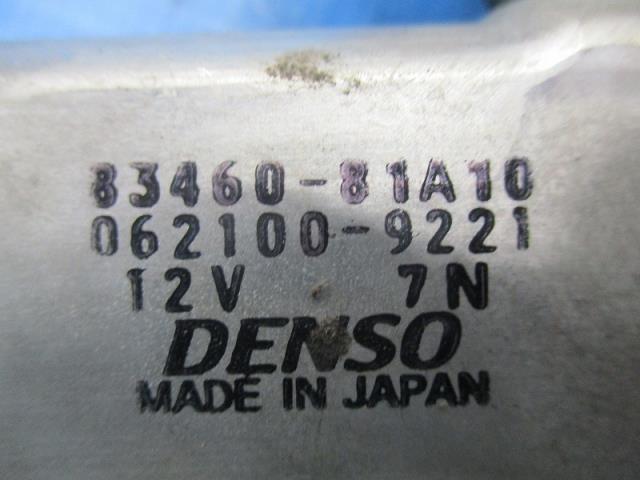 83460-81A10
062100-9221
12V 7N
DENSO
MADE IN JAPAN